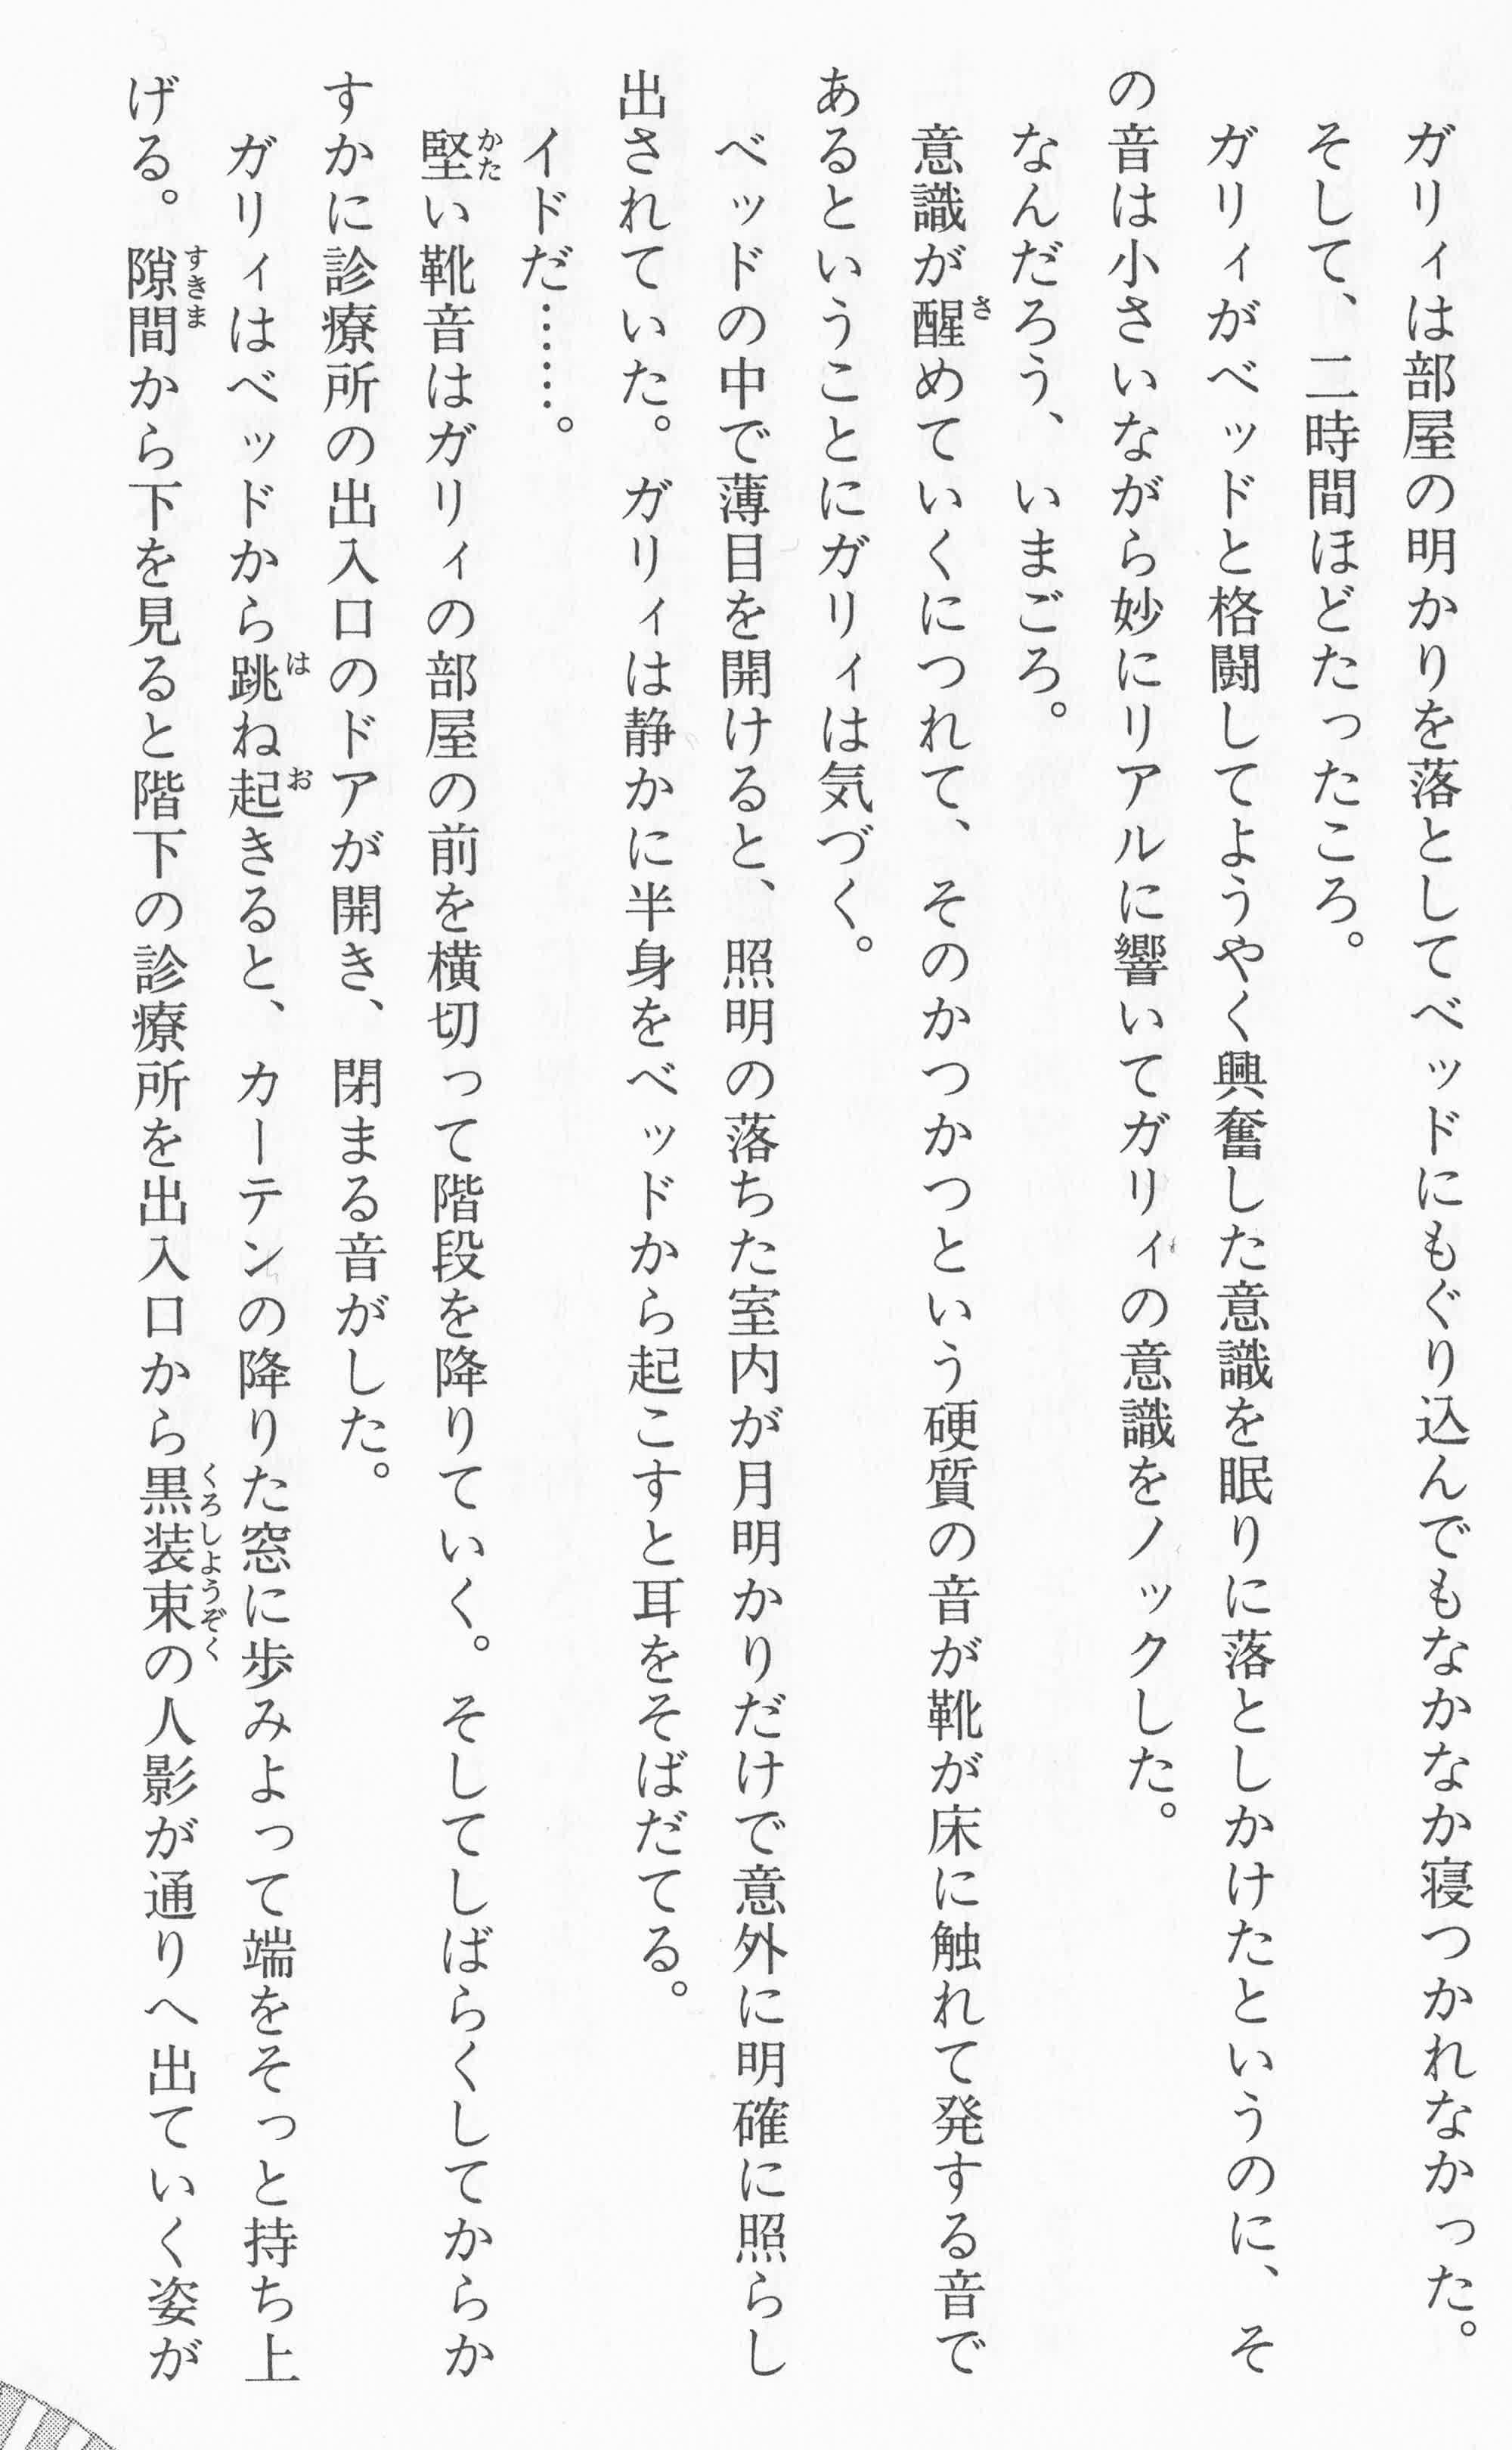 ガリィは部屋の明かりを落としてベッドにもぐり込んでもなかなか寝つかれなかった。
そして、二時間ほどたったころ。
ガリィがベッドと格闘してようやく興奮した意識を眠りに落としかけたというのに、そ
の音は小さいながら妙にリアルに響いてガリィの意識をノックした。
なんだろう、いまごろ。
意識が醒めていくにつれて、そのかつかつという硬質の音が靴が床に触れて発する音で
あるということにガリィは気づく。
ベッドの中で薄目を開けると、照明の落ちた室内が月明かりだけで意外に明確に照らし
出されていた。ガリィは静かに半身をベッドから起こすと耳をそばだてる。
イドだ……。
堅い靴音はガリィの部屋の前を横切って階段を降りていく。そしてしばらくしてからか
すかに診療所の出入口のドアが開き、閉まる音がした。
ガリィはベッドから跳ね起きると、カーテンの降りた窓に歩みよって端をそっと持ち上
げる。隙間から下を見ると階下の診療所を出入口から黒装束の人影が通りへ出ていく姿が